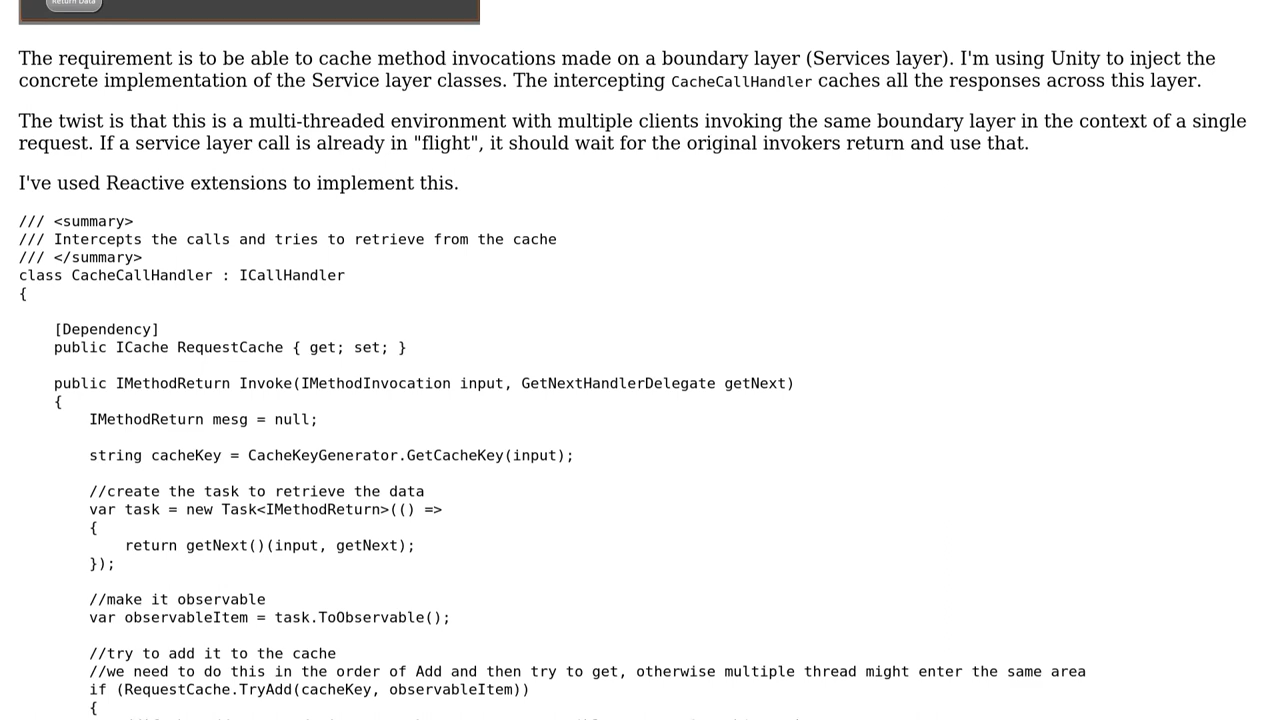 Return Data
The requirement is to be able to cache method invocations made on a boundary layer (Services layer). I'm using Unity to inject the
concrete implementation of the Service layer classes. The intercepting CacheCallHandler caches all the responses across this layer.
The twist is that this is a multi-threaded environment with multiple clients invoking the same boundary layer in the context of a single
request. If a service layer call is already in "flight", it should wait for the original invokers return and use that.
I've used Reactive extensions to implement this.
/// <summary>
/// Intercepts the calls and tries to retrieve from the cache
/// </summary>
class CacheCallHandler : ICallHandler
{
    [Dependency]
    public ICache RequestCache { get; set; }
    public IMethodReturn Invoke(IMethodInvocation input, GetNextHandlerDelegate getNext)
    {
        IMethodReturn mesg = null;
        string cacheKey = CacheKeyGenerator.GetCacheKey(input);
        //create the task to retrieve the data
        var task = new Task<IMethodReturn>(() =>
        {
            return getNext()(input, getNext);
        });
        //make it observable
        var observableItem = task.ToObservable();
        //try to add it to the cache
        //we need to do this in the order of Add and then try to get, otherwise multiple thread might enter the same area
        if (RequestCache.TryAdd(cacheKey, observableItem))
        {